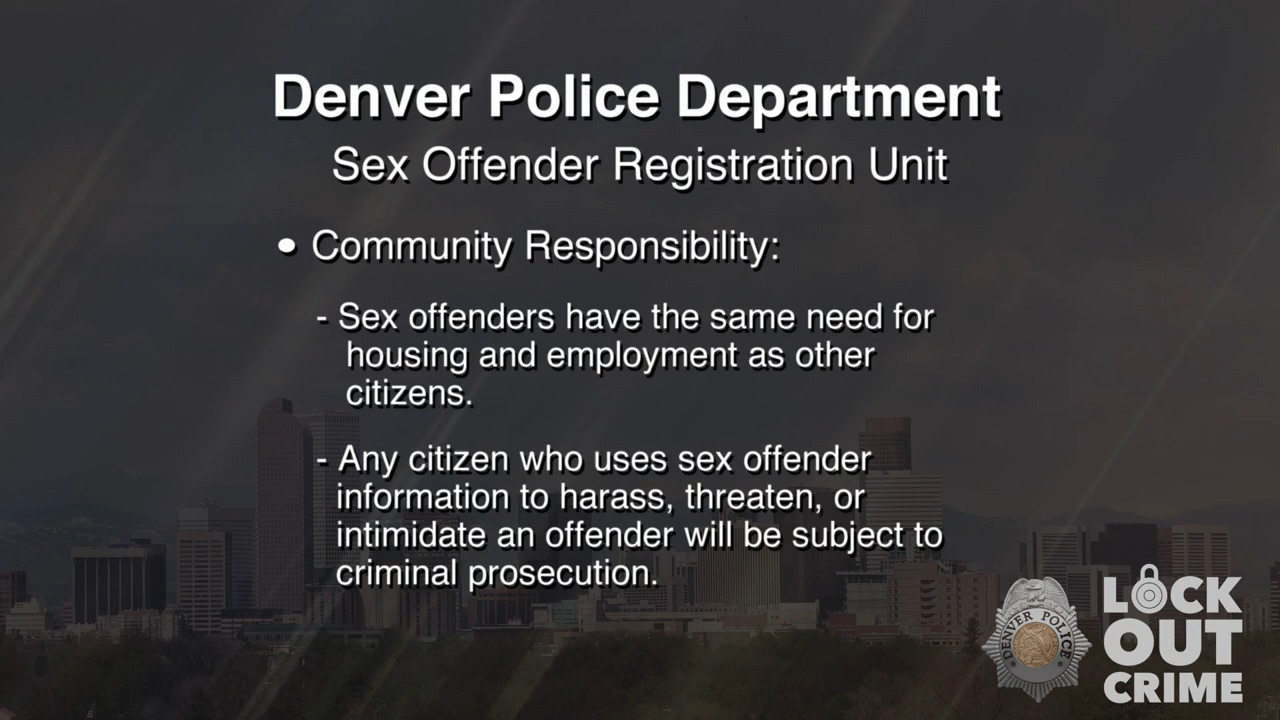 Denver Police Department
Sex Offender Registration Unit
• Community Responsibility:
- Sex offenders have the same need for
housing and employment as other
citizens.
- Any citizen who uses sex offender
information to harass, threaten, or
intimidate an offender will be subject to
criminal prosecution.
DENVER POLICE
LOCK
OUT
CRIME